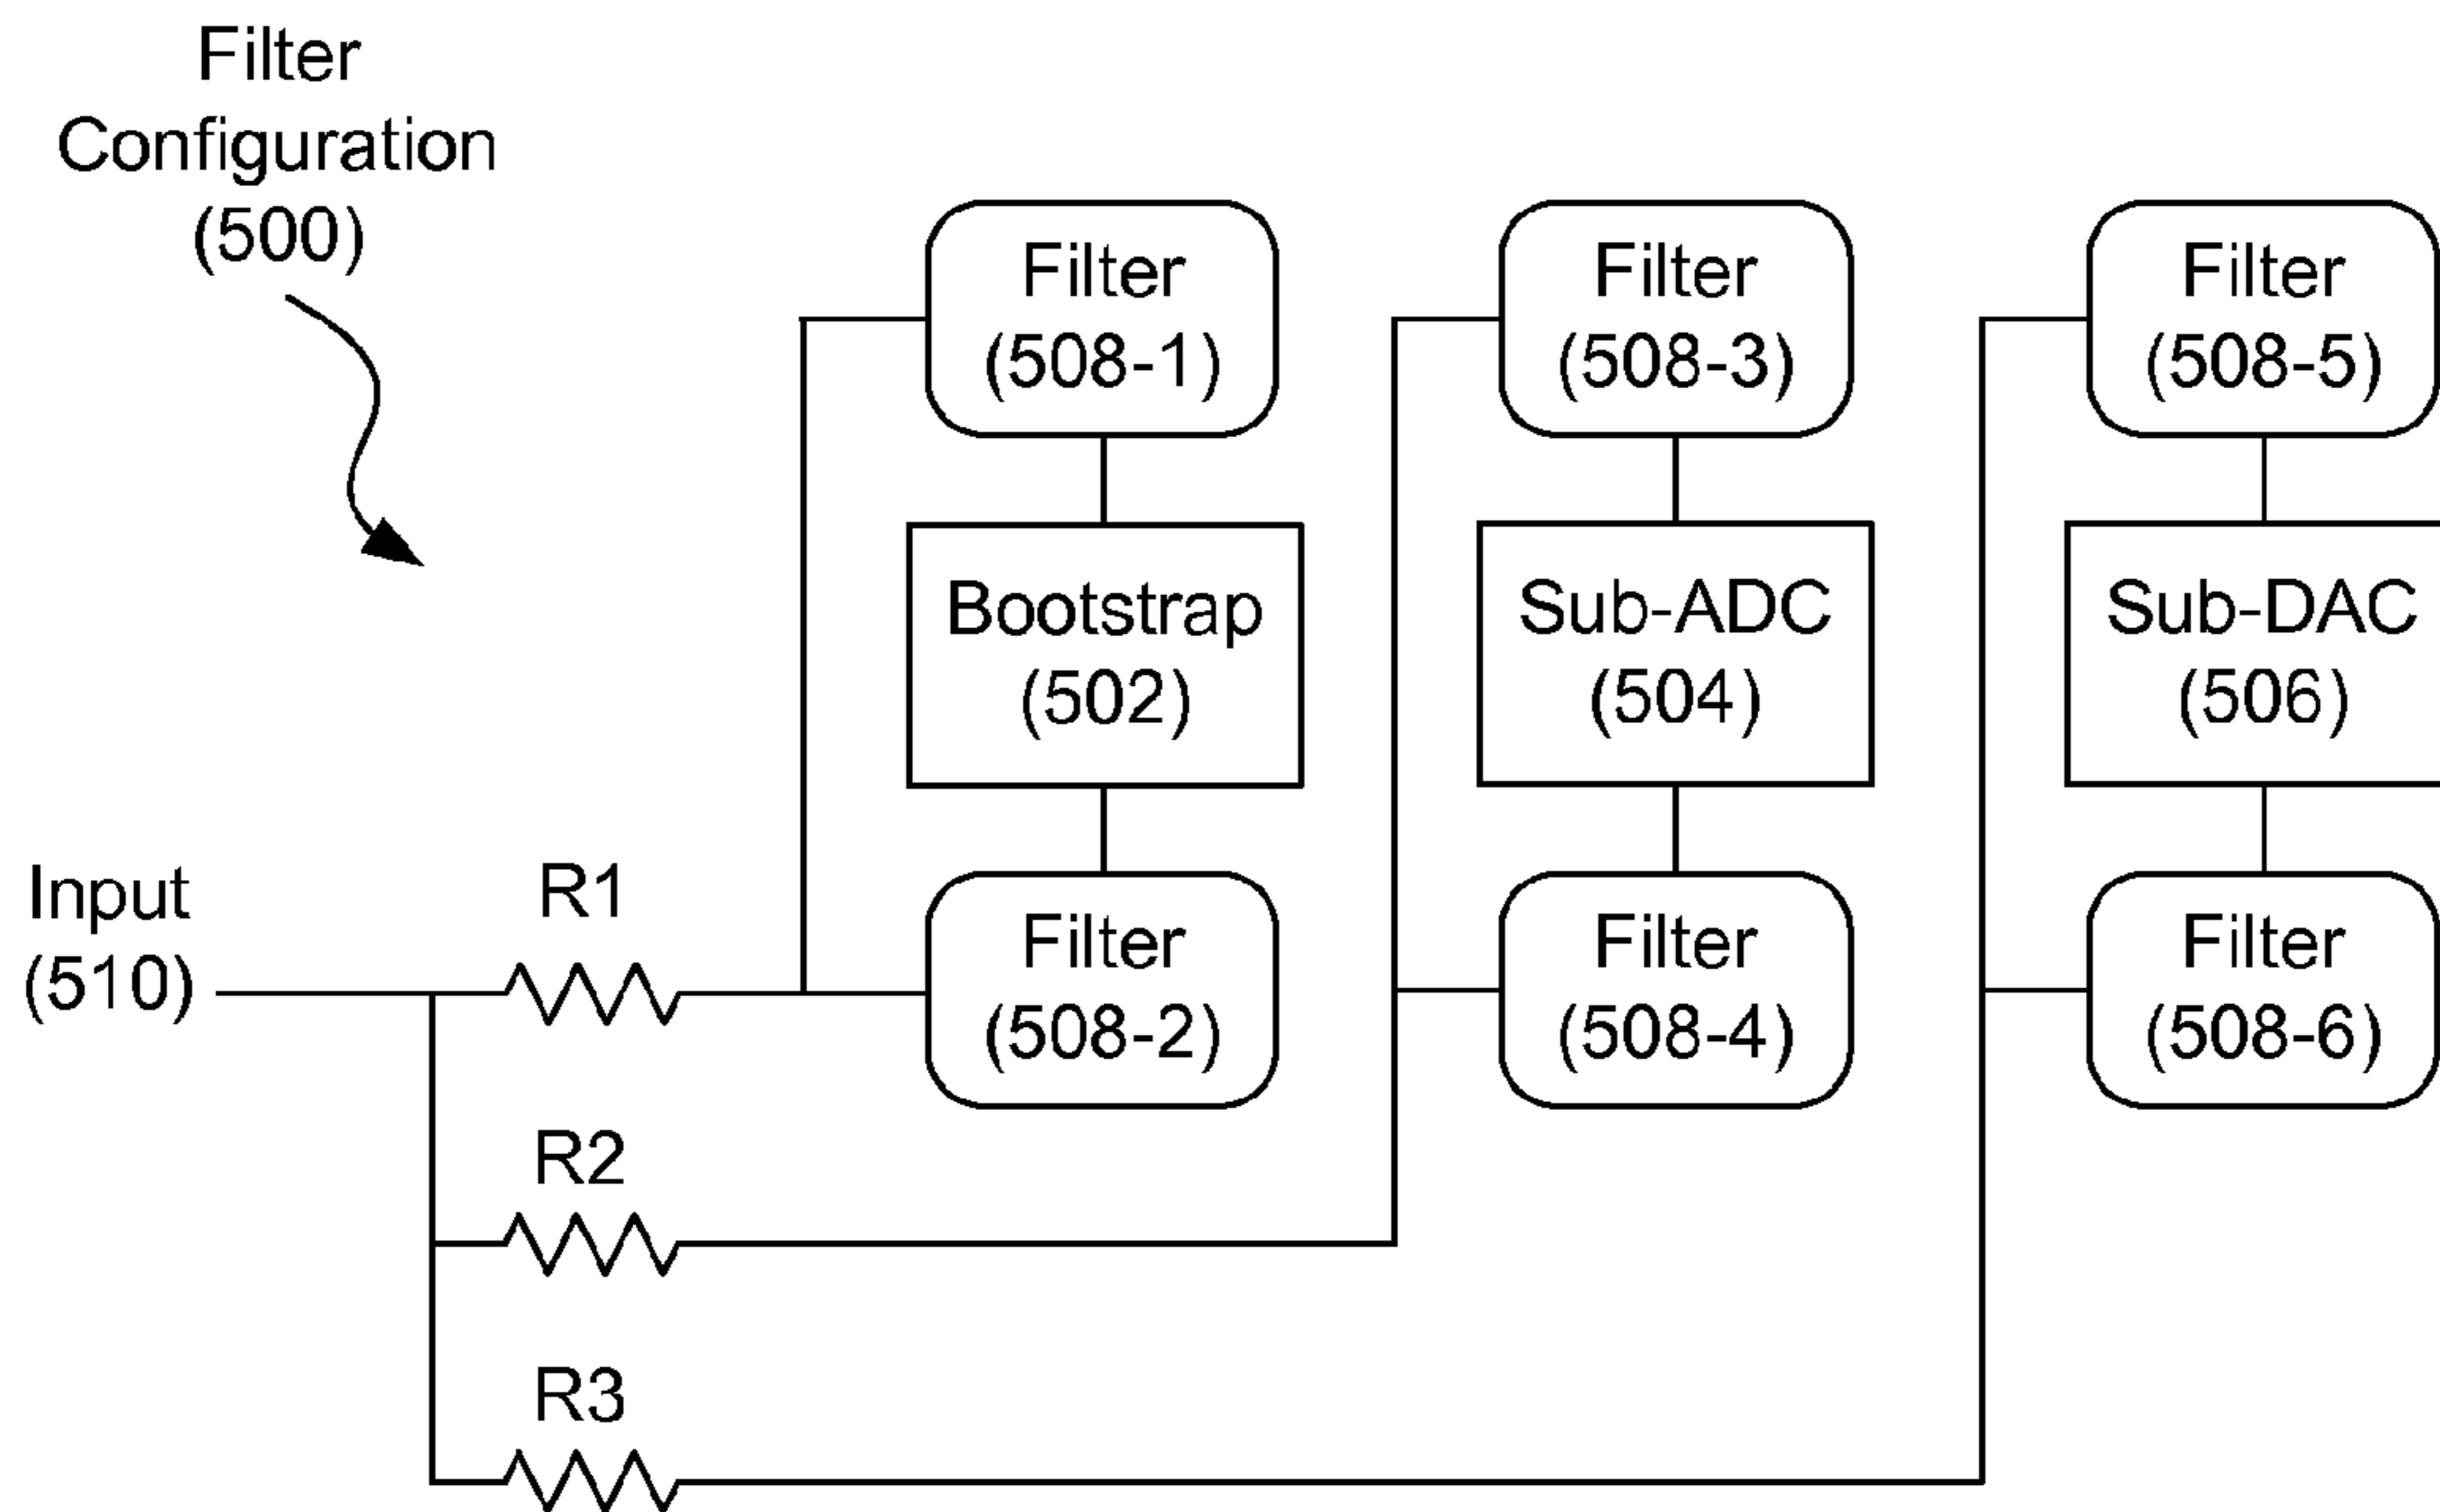 Filter
Configuration
(500)
Filter
(508-1)
Filter
(508-3)
Filter
(508-5)
Bootstrap
(502)
Sub-ADC
(504)
Sub-DAC
(506)
Input
(510)
R1
Filter
(508-2)
Filter
(508-4)
Filter
(508-6)
R2
R3